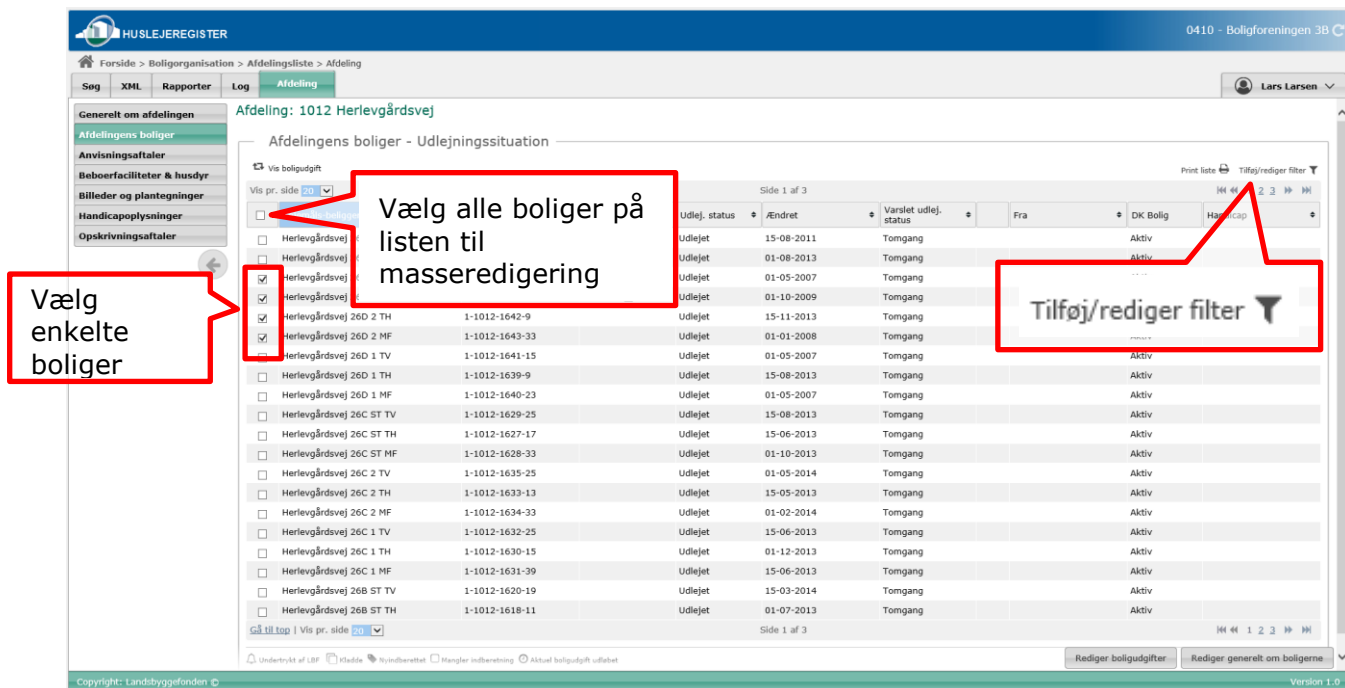 HUSLEJEREGISTER
0410 - Boligforeningen 3B
Forside > Boligorganisation > Afdelingsliste > Afdeling
Søg XML Rapporter Log Afdeling Lars Larsen
Generelt om afdelingen
Afdelingens boliger
Anvisningsaftaler
Beboerfaciliteter & husdyr
Billeder og plantegninger
Handicapoplysninger
Opskrivningsaftaler
Afdeling: 1012 Herlevgårdsvej
Afdelingens boliger - Udlejningssituation
Vis boligudgift
Print liste Tilføj/rediger filter
Vis pr. side 20 Side 1 af 3 2 3
Udlej. status Ændret Varslet udlej. status Fra DK Bolig
Vælg alle boliger på
listen til
masseredigering
Vælg
enkelte
boliger
Tilføj/rediger filter
Herlevgårdsvej Udlejet 15-08-2011 Tomgang Aktiv
Herlevgårdsvej Udlejet 01-08-2013 Tomgang Aktiv
Herlevgårdsvej Udlejet 01-05-2007 Tomgang
Herlevgårdsvej Udlejet 01-10-2009 Tomgang
Herlevgårdsvej 26D 2 TH 1-1012-1642-9 Udlejet 15-11-2013 Tomgang
Herlevgårdsvej 26D 2 MF 1-1012-1643-33 Udlejet 01-01-2008 Tomgang
Herlevgårdsvej 26D 1 TV 1-1012-1641-15 Udlejet 01-05-2007 Tomgang Aktiv
Herlevgårdsvej 26D 1 TH 1-1012-1639-9 Udlejet 15-08-2013 Tomgang Aktiv
Herlevgårdsvej 26D 1 MF 1-1012-1640-23 Udlejet 01-05-2007 Tomgang Aktiv
Herlevgårdsvej 26C ST TV 1-1012-1629-25 Udlejet 15-08-2013 Tomgang Aktiv
Herlevgårdsvej 26C ST TH 1-1012-1627-17 Udlejet 15-06-2013 Tomgang Aktiv
Herlevgårdsvej 26C ST MF 1-1012-1628-33 Udlejet 01-10-2013 Tomgang Aktiv
Herlevgårdsvej 26C 2 TV 1-1012-1635-25 Udlejet 01-05-2014 Tomgang Aktiv
Herlevgårdsvej 26C 2 TH 1-1012-1633-13 Udlejet 15-05-2013 Tomgang Aktiv
Herlevgårdsvej 26C 2 MF 1-1012-1634-33 Udlejet 01-02-2014 Tomgang Aktiv
Herlevgårdsvej 26C 1 TV 1-1012-1632-25 Udlejet 15-06-2013 Tomgang Aktiv
Herlevgårdsvej 26C 1 TH 1-1012-1630-15 Udlejet 01-12-2013 Tomgang Aktiv
Herlevgårdsvej 26C 1 MF 1-1012-1631-39 Udlejet 15-06-2013 Tomgang Aktiv
Herlevgårdsvej 26B ST TV 1-1012-1620-19 Udlejet 15-03-2014 Tomgang Aktiv
Herlevgårdsvej 26B ST TH 1-1012-1618-11 Udlejet 01-07-2013 Tomgang Aktiv
Gå til top | Vis pr. side 20 Side 1 af 3 1 2 3
Undertrykt af LBF Kladde Nyindberettet Mangler indberetning Aktuel boligudgift udløbet
Rediger boligudgifter Rediger generelt om boligerne
Copyright: Landsbyggefonden © Version 1.0